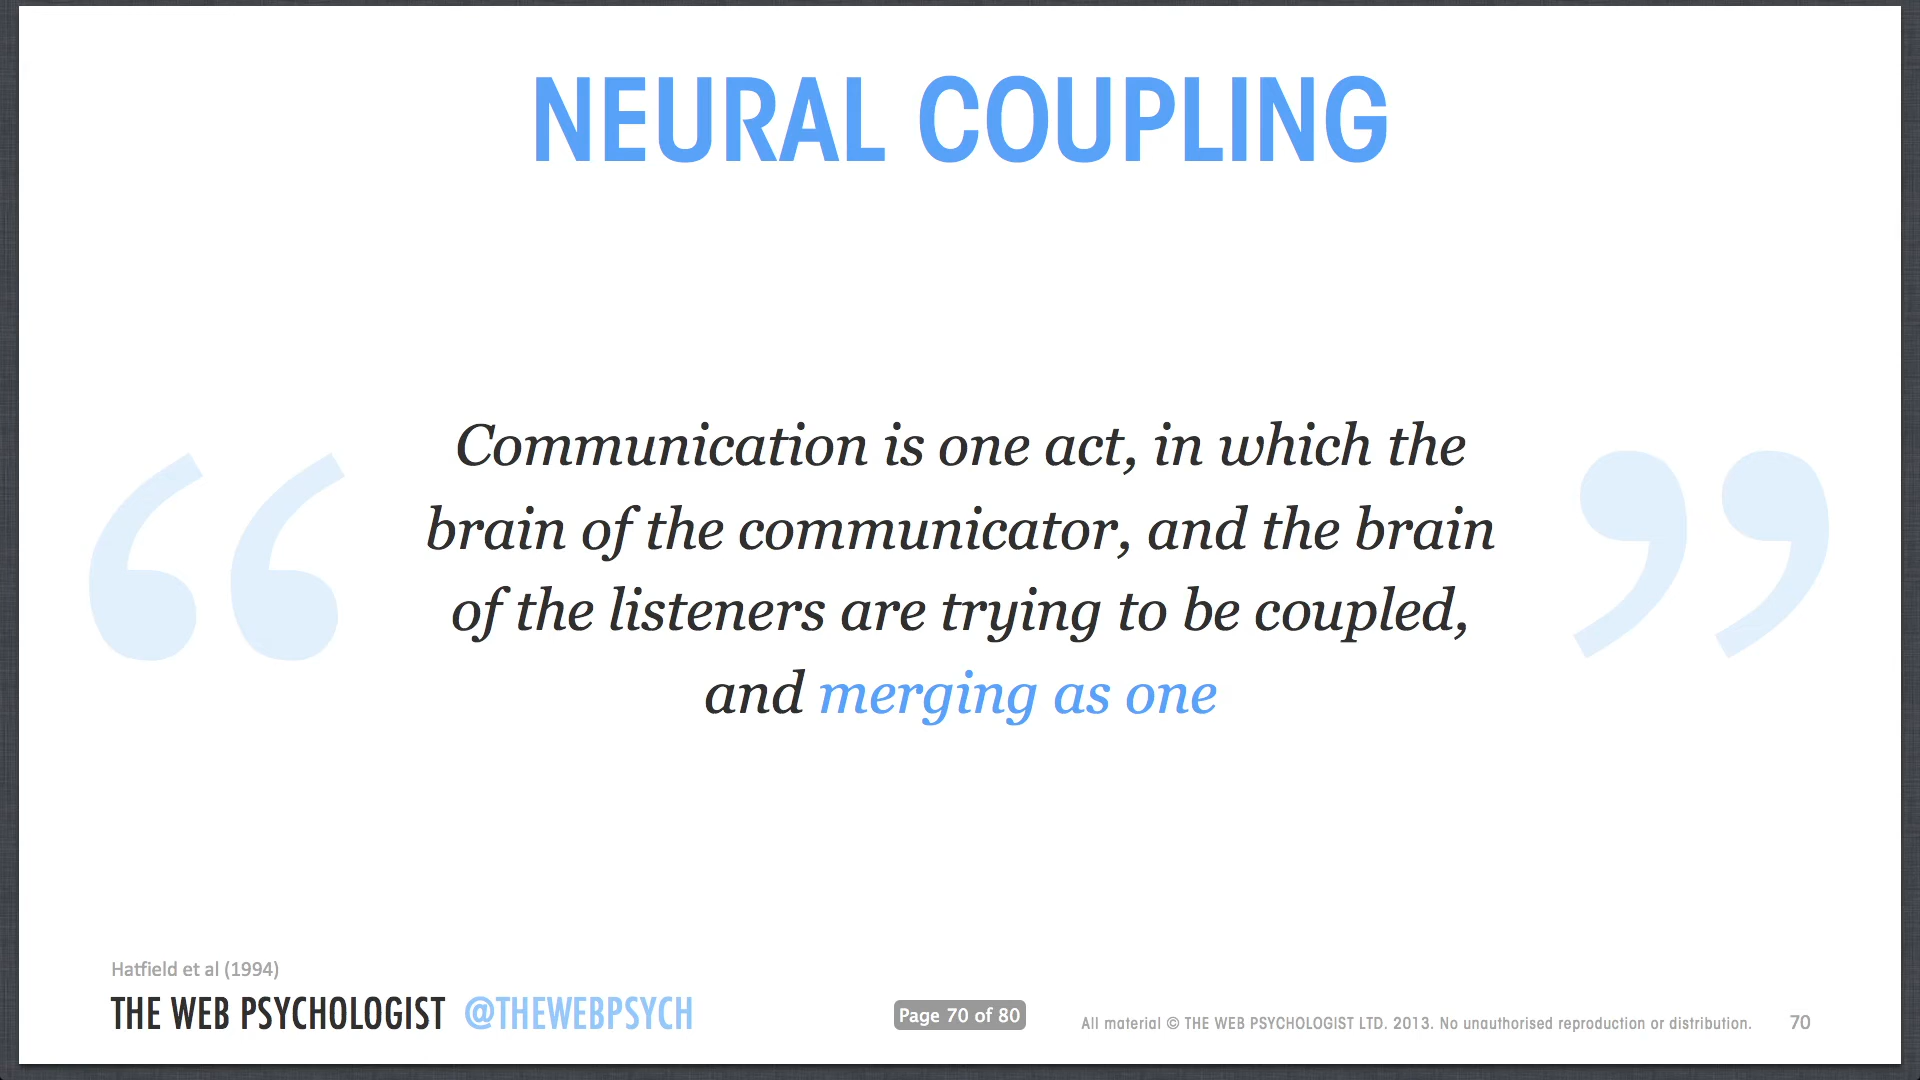 NEURAL COUPLING
“ Communication is one act, in which the
brain of the communicator, and the brain
of the listeners are trying to be coupled,
and merging as one ”
Hatfield et al (1994)
THE WEB PSYCHOLOGIST @THEWEBPSYCH
Page 70 of 80
All material © THE WEB PSYCHOLOGIST LTD. 2013. No unauthorised reproduction or distribution. 70